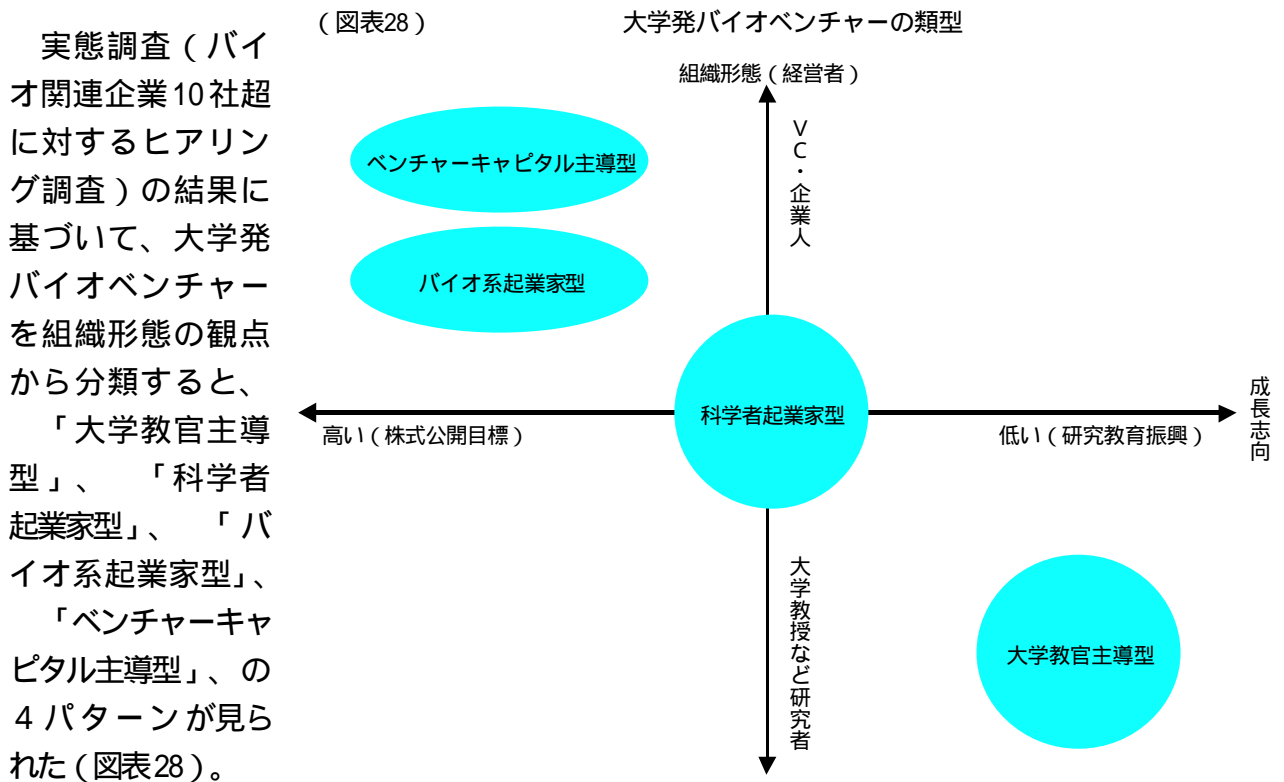 実態調査(バイ
オ関連企業10社超
に対するヒアリン
グ調査)の結果に
基づいて、大学発
バイオベンチャー
を組織形態の観点
から分類すると、
「大学教官主導
型」、 「科学者
起業家型」、 「バ
イオ系起業家型」、
「ベンチャーキャ
ピタル主導型」、の
4パターンが見ら
れた(図表28)。
(図表28) 大学発バイオベンチャーの類型
組織形態(経営者)
VC・企業人
ベンチャーキャピタル主導型
バイオ系起業家型
科学者起業家型
高い(株式公開目標)
低い(研究教育振興)
成長志向
大学教授など研究者
大学教官主導型